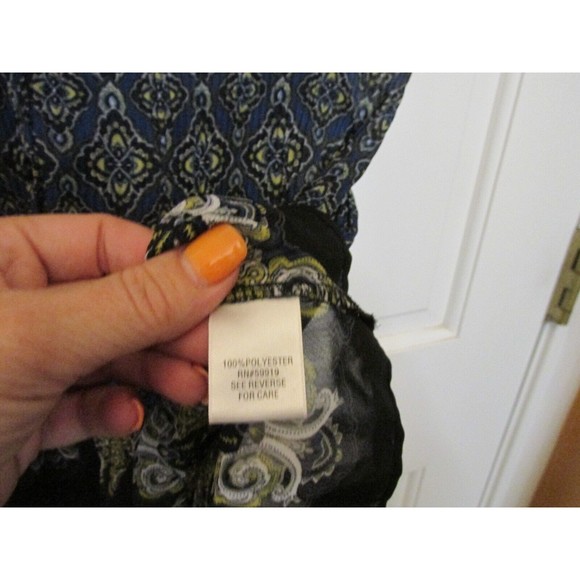 100%POLYESTER
RN#59919
SEE REVERSE
FOR CARE